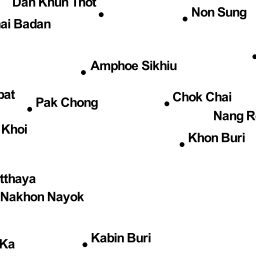 Dan Khun Thot
Non Sung
ai Badan
Amphoe Sikhiu
Chok Chai
Pak Chong
Nang R
Khoi
Khon Buri
tthaya
Nakhon Nayok
Kabin Buri
Ka